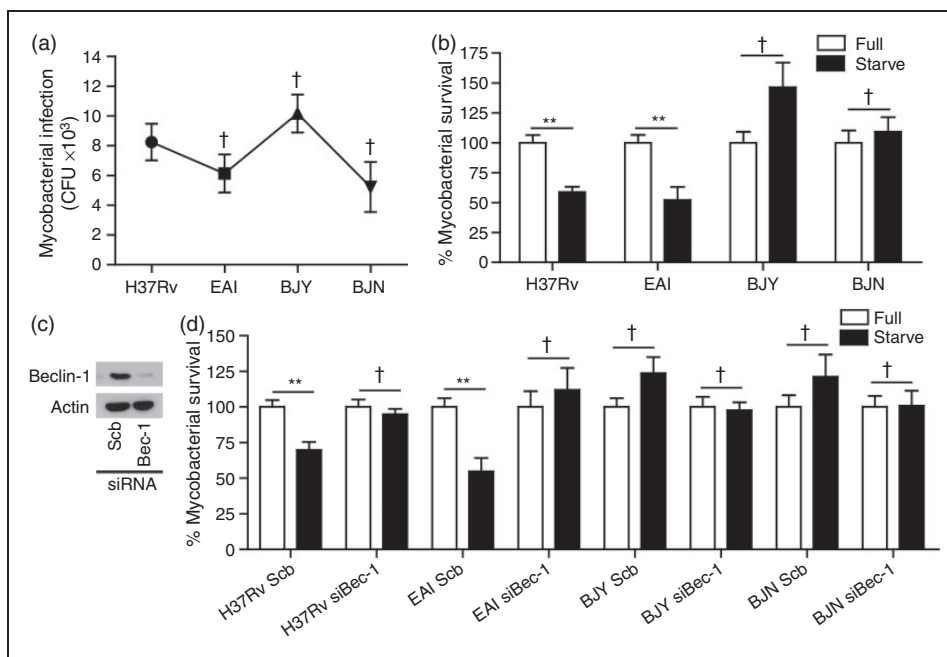 (a)
Mycobacterial infection
(CFU ×10³)
14
12
10
8
6
4
2
0
†
†
†
H37Rv EAI BJY BJN
(b)
% Mycobacterial survival
175
150
125
100
75
50
25
0
Full
Starve
**
**
†
†
H37Rv EAI BJY BJN
(c)
Beclin-1
Actin
Scb
Bec-1
siRNA
(d)
% Mycobacterial survival
150
125
100
75
50
25
0
Full
Starve
**
†
**
†
†
†
†
†
H37Rv Scb
H37Rv siBec-1
EAI Scb
EAI siBec-1
BJY Scb
BJY siBec-1
BJN Scb
BJN siBec-1